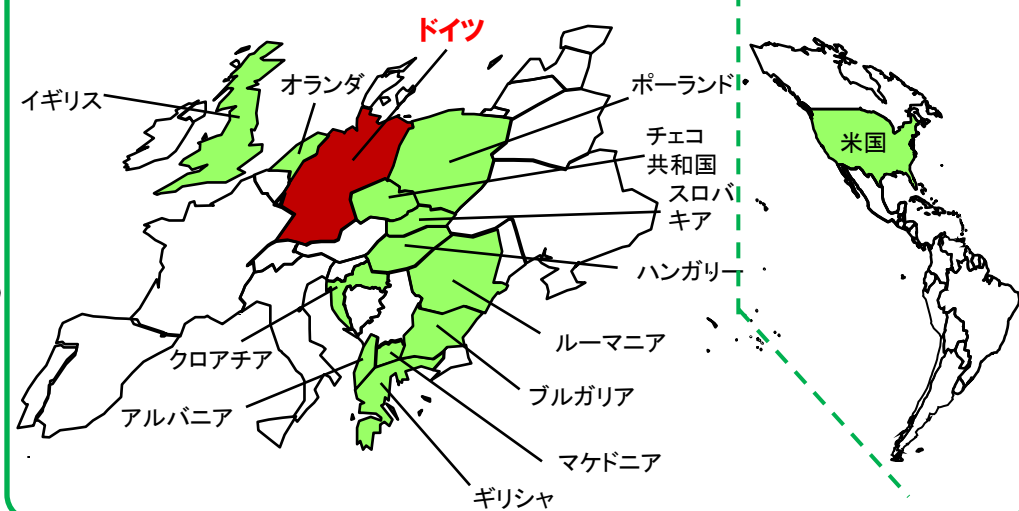 ドイツ
イギリス
オランダ
ポーランド
チェコ
共和国
スロバ
キア
ハンガリー
ルーマニア
ブルガリア
マケドニア
ギリシャ
アルバニア
クロアチア
米国